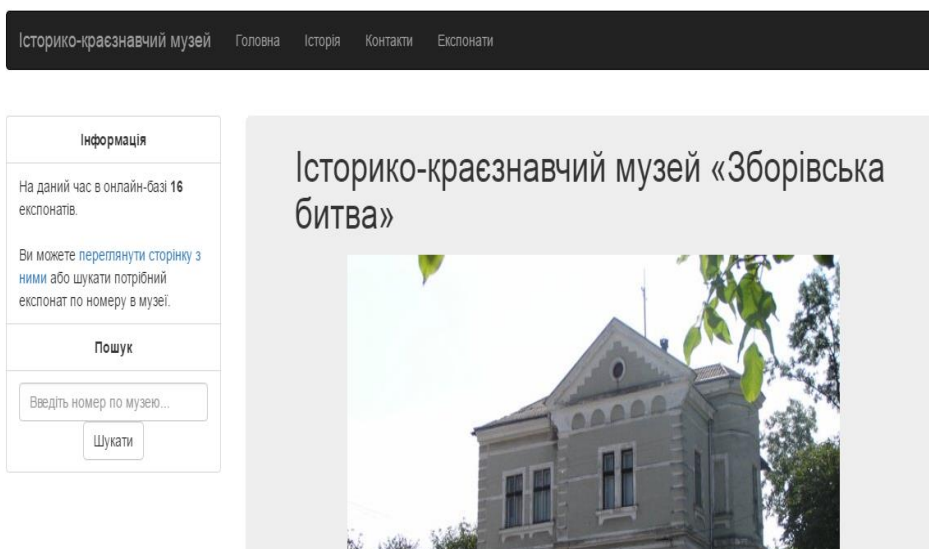 Історико-краєзнавчий музей Головна Історія Контакти Експонати
Інформація
На даний час в онлайн-базі 16
експонатів.
Ви можете переглянути сторінку з
ними або шукати потрібний
експонат по номеру в музеї.
Пошук
Введіть номер по музею...
Шукати
Історико-краєзнавчий музей «Зборівська
битва»